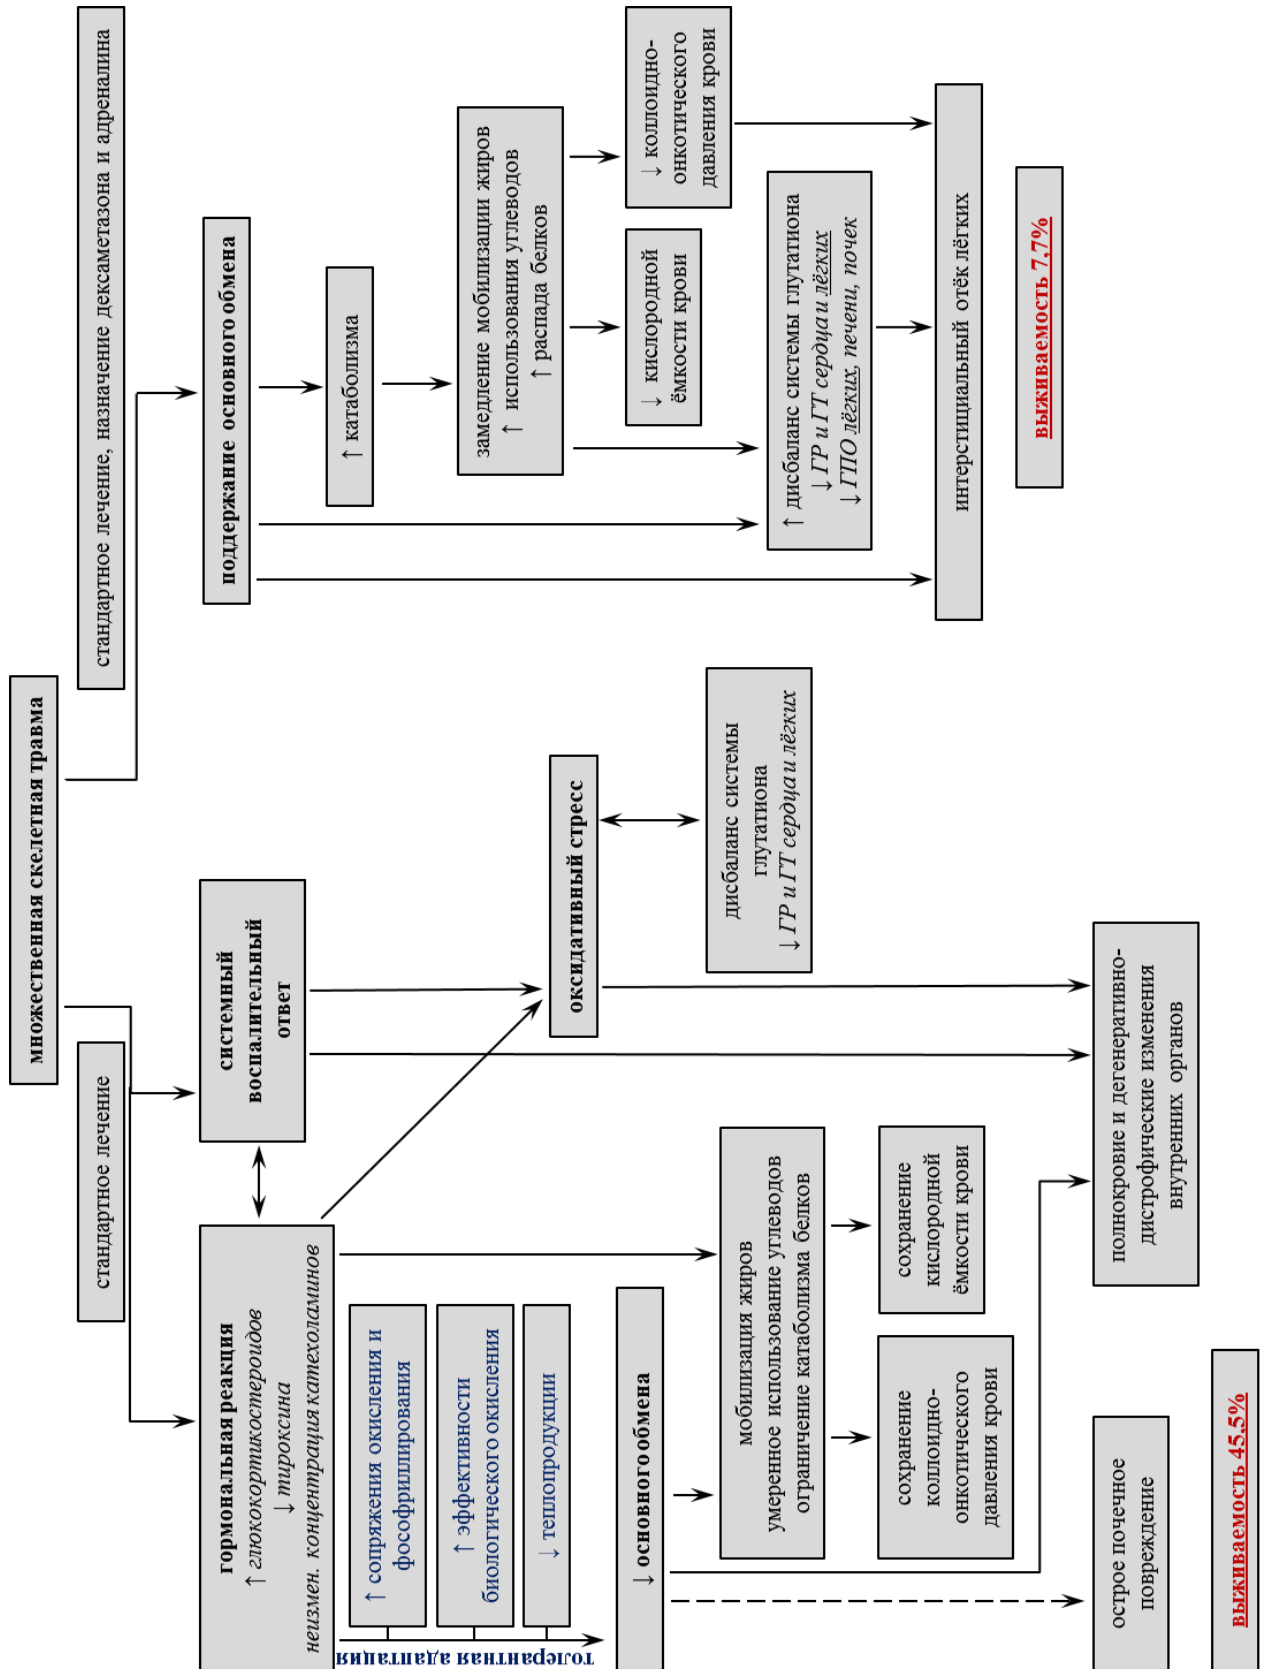 множественная скелетная травма
стандартное лечение
стандартное лечение, назначение дексаметазона и адреналина
гормональная реакция
↑ глюкокортикостероидов
↓ тироксина
неизмен. концентрация катехоламинов
системный
воспалительный
ответ
поддержание основного обмена
толерантная адаптация
↑ сопряжения окисления и
фософриллирования
↑ эффективности
биологического окисления
↓ теплопродукции
↑ катаболизма
замедление мобилизации жиров
↑ использования углеводов
↑ распада белков
оксидативный стресс
↓ основного обмена
↓ кислородной
ёмкости крови
↓ коллоидно-
онкотического
давления крови
мобилизация жиров
умеренное использование углеводов
ограничение катаболизма белков
дисбаланс системы
глутатиона
↓ ГР и ГТ сердца и лёгких
↑ дисбаланс системы глутатиона
↓ ГР и ГТ сердца и лёгких
↓ ГПО лёгких, печени, почек
сохранение
коллоидно-
онкотического
давления крови
сохранение
кислородной
ёмкости крови
интерстициальный отёк лёгких
острое почечное
повреждение
полнокровие и дегенеративно-
дистрофические изменения
внутренних органов
выживаемость 45,5%
выживаемость 7,7%